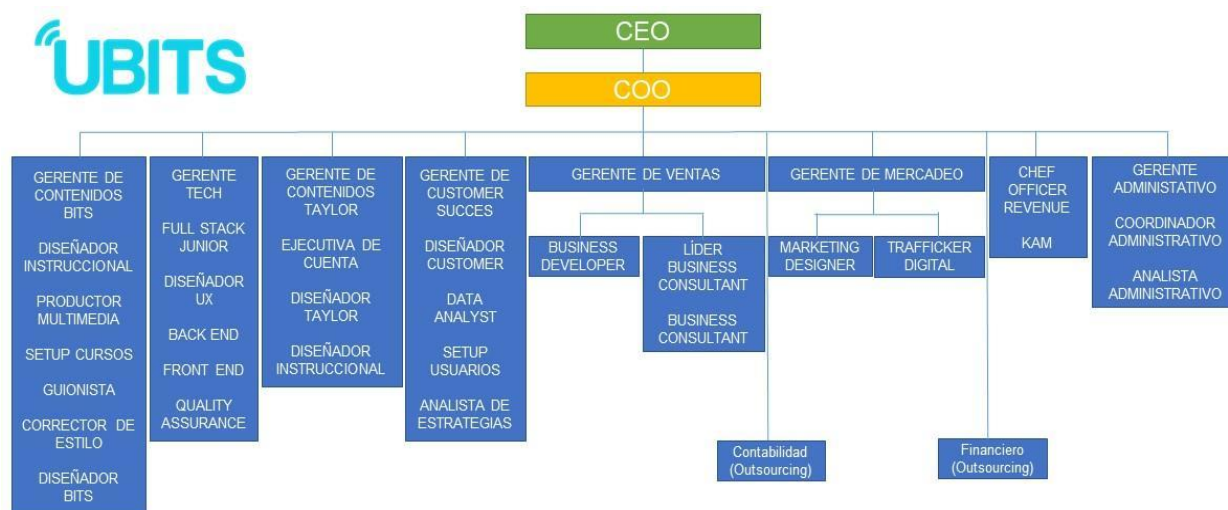 UBITS
CEO
COO
GERENTE DE
CONTENIDOS
BITS
DISEÑADOR
INSTRUCCIONAL
PRODUCTOR
MULTIMEDIA
SETUP CURSOS
GUIONISTA
CORRECTOR DE
ESTILO
DISEÑADOR
BITS
GERENTE
TECH
FULL STACK
JUNIOR
DISEÑADOR
UX
BACK END
FRONT END
QUALITY
ASSURANCE
GERENTE DE
CONTENIDOS
TAYLOR
EJECUTIVA DE
CUENTA
DISEÑADOR
TAYLOR
DISEÑADOR
INSTRUCCIONAL
GERENTE DE
CUSTOMER
SUCCES
DISEÑADOR
CUSTOMER
DATA
ANALYST
SETUP
USUARIOS
ANALISTA DE
ESTRATEGIAS
GERENTE DE VENTAS
BUSINESS
DEVELOPER
LÍDER
BUSINESS
CONSULTANT
BUSINESS
CONSULTANT
GERENTE DE MERCADEO
MARKETING
DESIGNER
TRAFFICKER
DIGITAL
CHEF
OFFICER
REVENUE
KAM
GERENTE
ADMINISTATIVO
COORDINADOR
ADMINISTRATIVO
ANALISTA
ADMINISTRATIVO
Contabilidad
(Outsourcing)
Financiero
(Outsourcing)